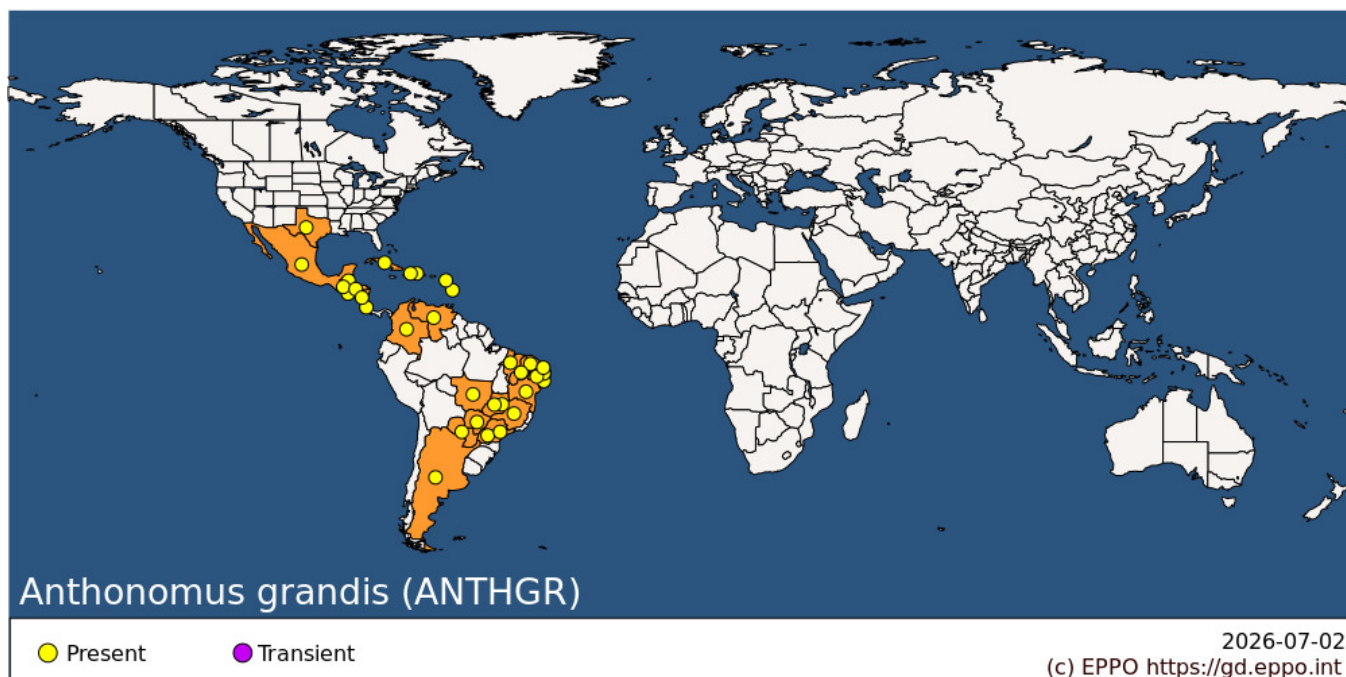 Anthonomus grandis (ANTHGR)
Present
Transient
2026-07-02
(c) EPPO https://gd.eppo.int